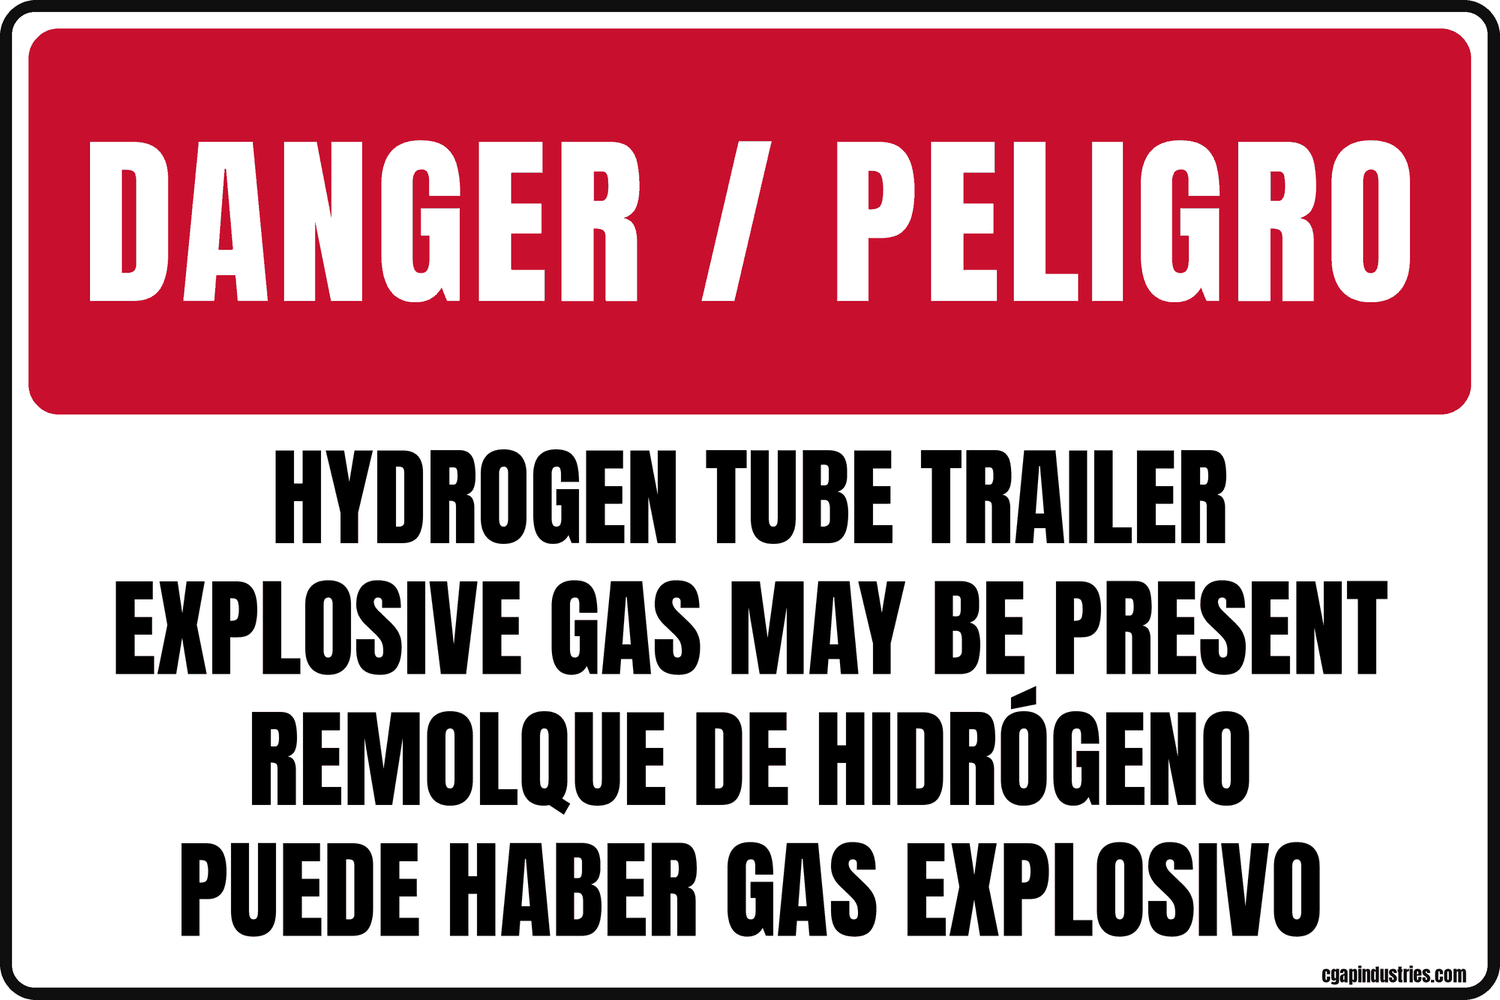 DANGER / PELIGRO
HYDROGEN TUBE TRAILER
EXPLOSIVE GAS MAY BE PRESENT
REMOLQUE DE HIDRÓGENO
PUEDE HABER GAS EXPLOSIVO
cgapindustries.com